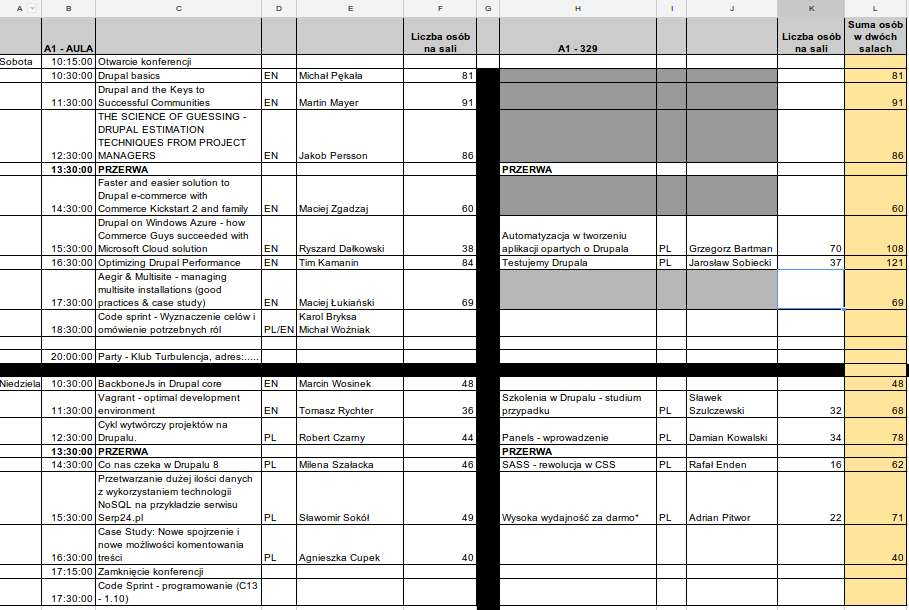 A B C D E F G H I J K L
Liczba osób Liczba osób Suma osób
w dwóch
A1 - AULA na sali A1 - 329 na sali salach
Sobota 10:15:00 Otwarcie konferencji
10:30:00 Drupal basics EN Michał Pękała 81 81
Drupal and the Keys to
11:30:00 Successful Communities EN Martin Mayer 91 91
THE SCIENCE OF GUESSING -
DRUPAL ESTIMATION
TECHNIQUES FROM PROJECT
12:30:00 MANAGERS EN Jakob Persson 86 86
13:30:00 PRZERWA PRZERWA
Faster and easier solution to
Drupal e-commerce with
14:30:00 Commerce Kickstart 2 and family EN Maciej Zgadzaj 60 60
Drupal on Windows Azure - how
Commerce Guys succeeded with Automatyzacja w tworzeniu
15:30:00 Microsoft Cloud solution EN Ryszard Dałkowski 38 aplikacji opartych o Drupala PL Grzegorz Bartman 70 108
16:30:00 Optimizing Drupal Performance EN Tim Kamanin 84 Testujemy Drupala PL Jarosław Sobiecki 37 121
Aegir & Multisite - managing
multisite installations (good
17:30:00 practices & case study) EN Maciej Łukiański 69 69
Code sprint - Wyznaczenie celów i Karol Bryksa
18:30:00 omówienie potrzebnych ról PL/EN Michał Woźniak
20:00:00 Party - Klub Turbulencja, adres:.....
Niedziela 10:30:00 BackboneJs in Drupal core EN Marcin Wosinek 48 48
Vagrant - optimal development Szkolenia w Drupalu - studium Sławek
11:30:00 environment EN Tomasz Rychter 36 przypadku PL Szulczewski 32 68
Cykl wytwórczy projektów na
12:30:00 Drupalu. PL Robert Czarny 44 Panels - wprowadzenie PL Damian Kowalski 34 78
13:30:00 PRZERWA PRZERWA
14:30:00 Co nas czeka w Drupalu 8 PL Milena Szałacka 46 SASS - rewolucja w CSS PL Rafał Enden 16 62
Przetwarzanie dużej ilości danych
z wykorzystaniem technologii
NoSQL na przykładzie serwisu
15:30:00 Serp24.pl PL Sławomir Sokół 49 Wysoka wydajność za darmo* PL Adrian Pitwor 22 71
Case Study: Nowe spojrzenie i
nowe możliwości komentowania
16:30:00 treści PL Agnieszka Cupek 40 40
17:15:00 Zamknięcie konferencji
Code Sprint - programowanie (C13
17:30:00 - 1.10)